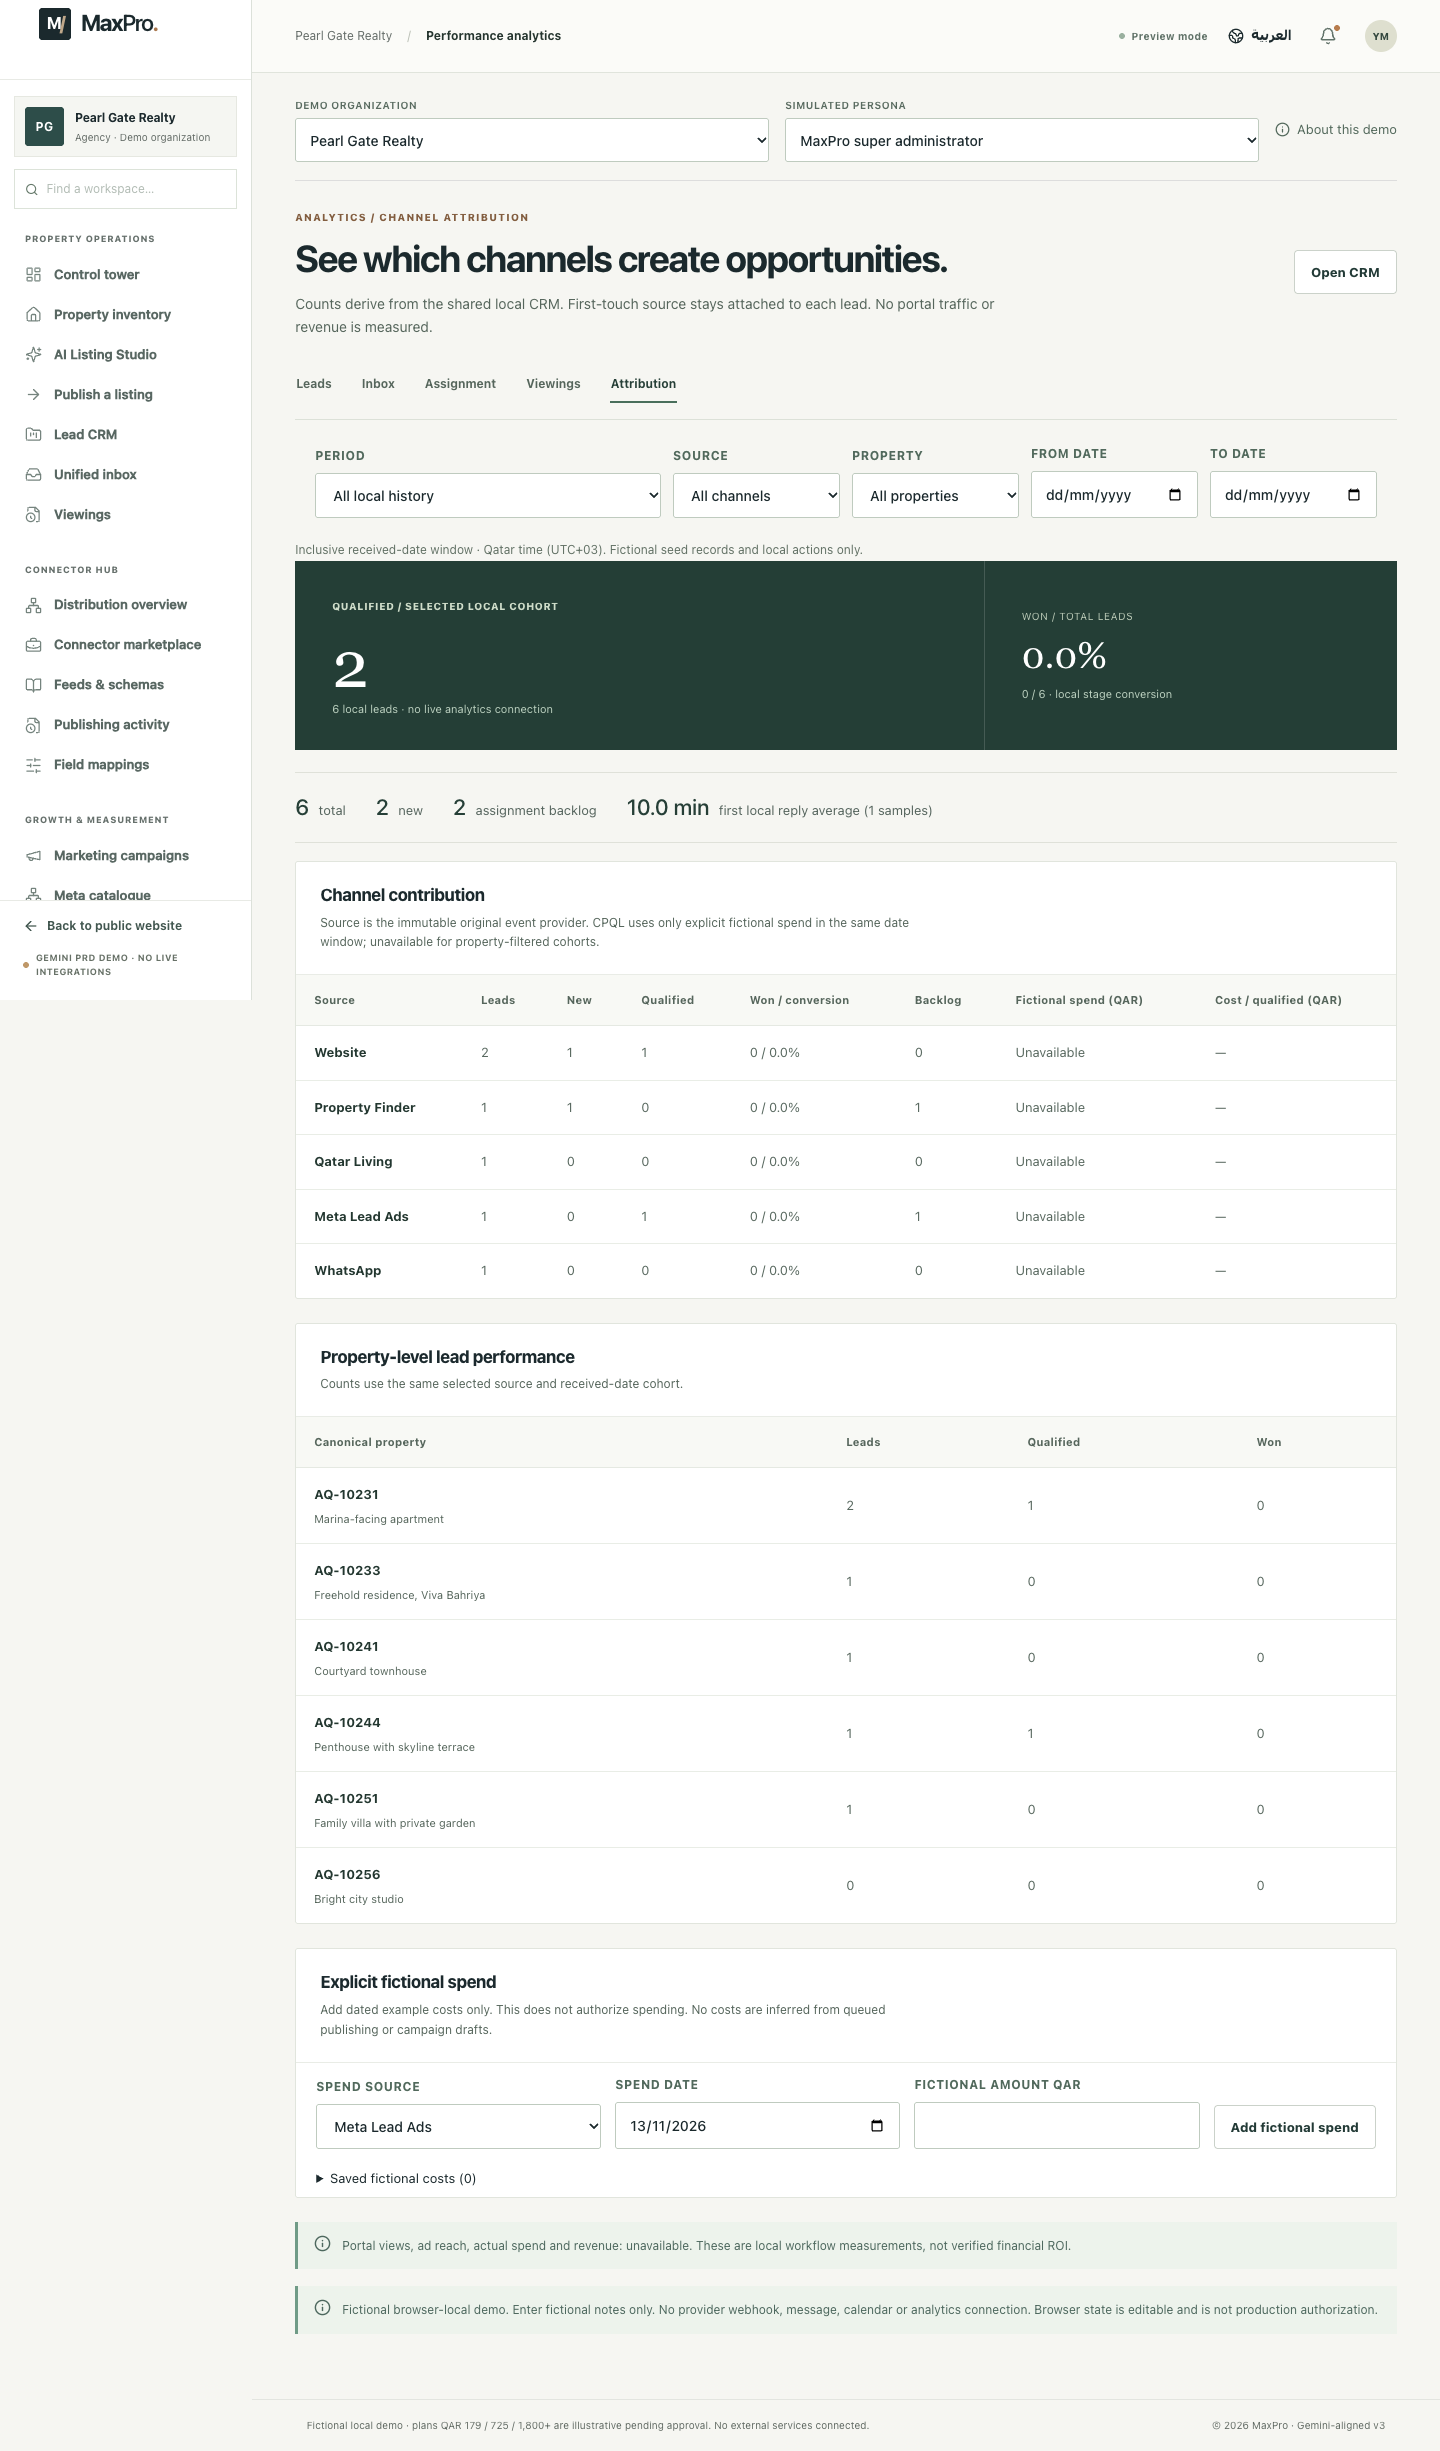 M/ MaxPro.
Pearl Gate Realty / Performance analytics
Preview mode
العربية
YM
PG
Pearl Gate Realty
Agency · Demo organization
Find a workspace...
PROPERTY OPERATIONS
Control tower
Property inventory
AI Listing Studio
Publish a listing
Lead CRM
Unified inbox
Viewings
CONNECTOR HUB
Distribution overview
Connector marketplace
Feeds & schemas
Publishing activity
Field mappings
GROWTH & MEASUREMENT
Marketing campaigns
Meta catalogue
Back to public website
GEMINI PRD DEMO · NO LIVE
INTEGRATIONS
DEMO ORGANIZATION
Pearl Gate Realty
SIMULATED PERSONA
MaxPro super administrator
About this demo
ANALYTICS / CHANNEL ATTRIBUTION
See which channels create opportunities.
Counts derive from the shared local CRM. First-touch source stays attached to each lead. No portal traffic or
revenue is measured.
Open CRM
Leads Inbox Assignment Viewings Attribution
PERIOD SOURCE PROPERTY FROM DATE TO DATE
All local history All channels All properties dd/mm/yyyy dd/mm/yyyy
Inclusive received-date window · Qatar time (UTC+03). Fictional seed records and local actions only.
QUALIFIED / SELECTED LOCAL COHORT
2
6 local leads · no live analytics connection
WON / TOTAL LEADS
0.0%
0 / 6 · local stage conversion
6 total 2 new 2 assignment backlog 10.0 min first local reply average (1 samples)
Channel contribution
Source is the immutable original event provider. CPQL uses only explicit fictional spend in the same date
window; unavailable for property-filtered cohorts.
Source Leads New Qualified Won / conversion Backlog Fictional spend (QAR) Cost / qualified (QAR)
Website 2 1 1 0 / 0.0% 0 Unavailable —
Property Finder 1 1 0 0 / 0.0% 1 Unavailable —
Qatar Living 1 0 0 0 / 0.0% 0 Unavailable —
Meta Lead Ads 1 0 1 0 / 0.0% 1 Unavailable —
WhatsApp 1 0 0 0 / 0.0% 0 Unavailable —
Property-level lead performance
Counts use the same selected source and received-date cohort.
Canonical property Leads Qualified Won
AQ-10231
Marina-facing apartment
2 1 0
AQ-10233
Freehold residence, Viva Bahriya
1 0 0
AQ-10241
Courtyard townhouse
1 0 0
AQ-10244
Penthouse with skyline terrace
1 1 0
AQ-10251
Family villa with private garden
1 0 0
AQ-10256
Bright city studio
0 0 0
Explicit fictional spend
Add dated example costs only. This does not authorize spending. No costs are inferred from queued
publishing or campaign drafts.
SPEND SOURCE SPEND DATE FICTIONAL AMOUNT QAR
Meta Lead Ads 13/11/2026 Add fictional spend
Saved fictional costs (0)
Portal views, ad reach, actual spend and revenue: unavailable. These are local workflow measurements, not verified financial ROI.
Fictional browser-local demo. Enter fictional notes only. No provider webhook, message, calendar or analytics connection. Browser state is editable and is not production authorization.
Fictional local demo · plans QAR 179 / 725 / 1,800+ are illustrative pending approval. No external services connected.
© 2026 MaxPro · Gemini-aligned v3